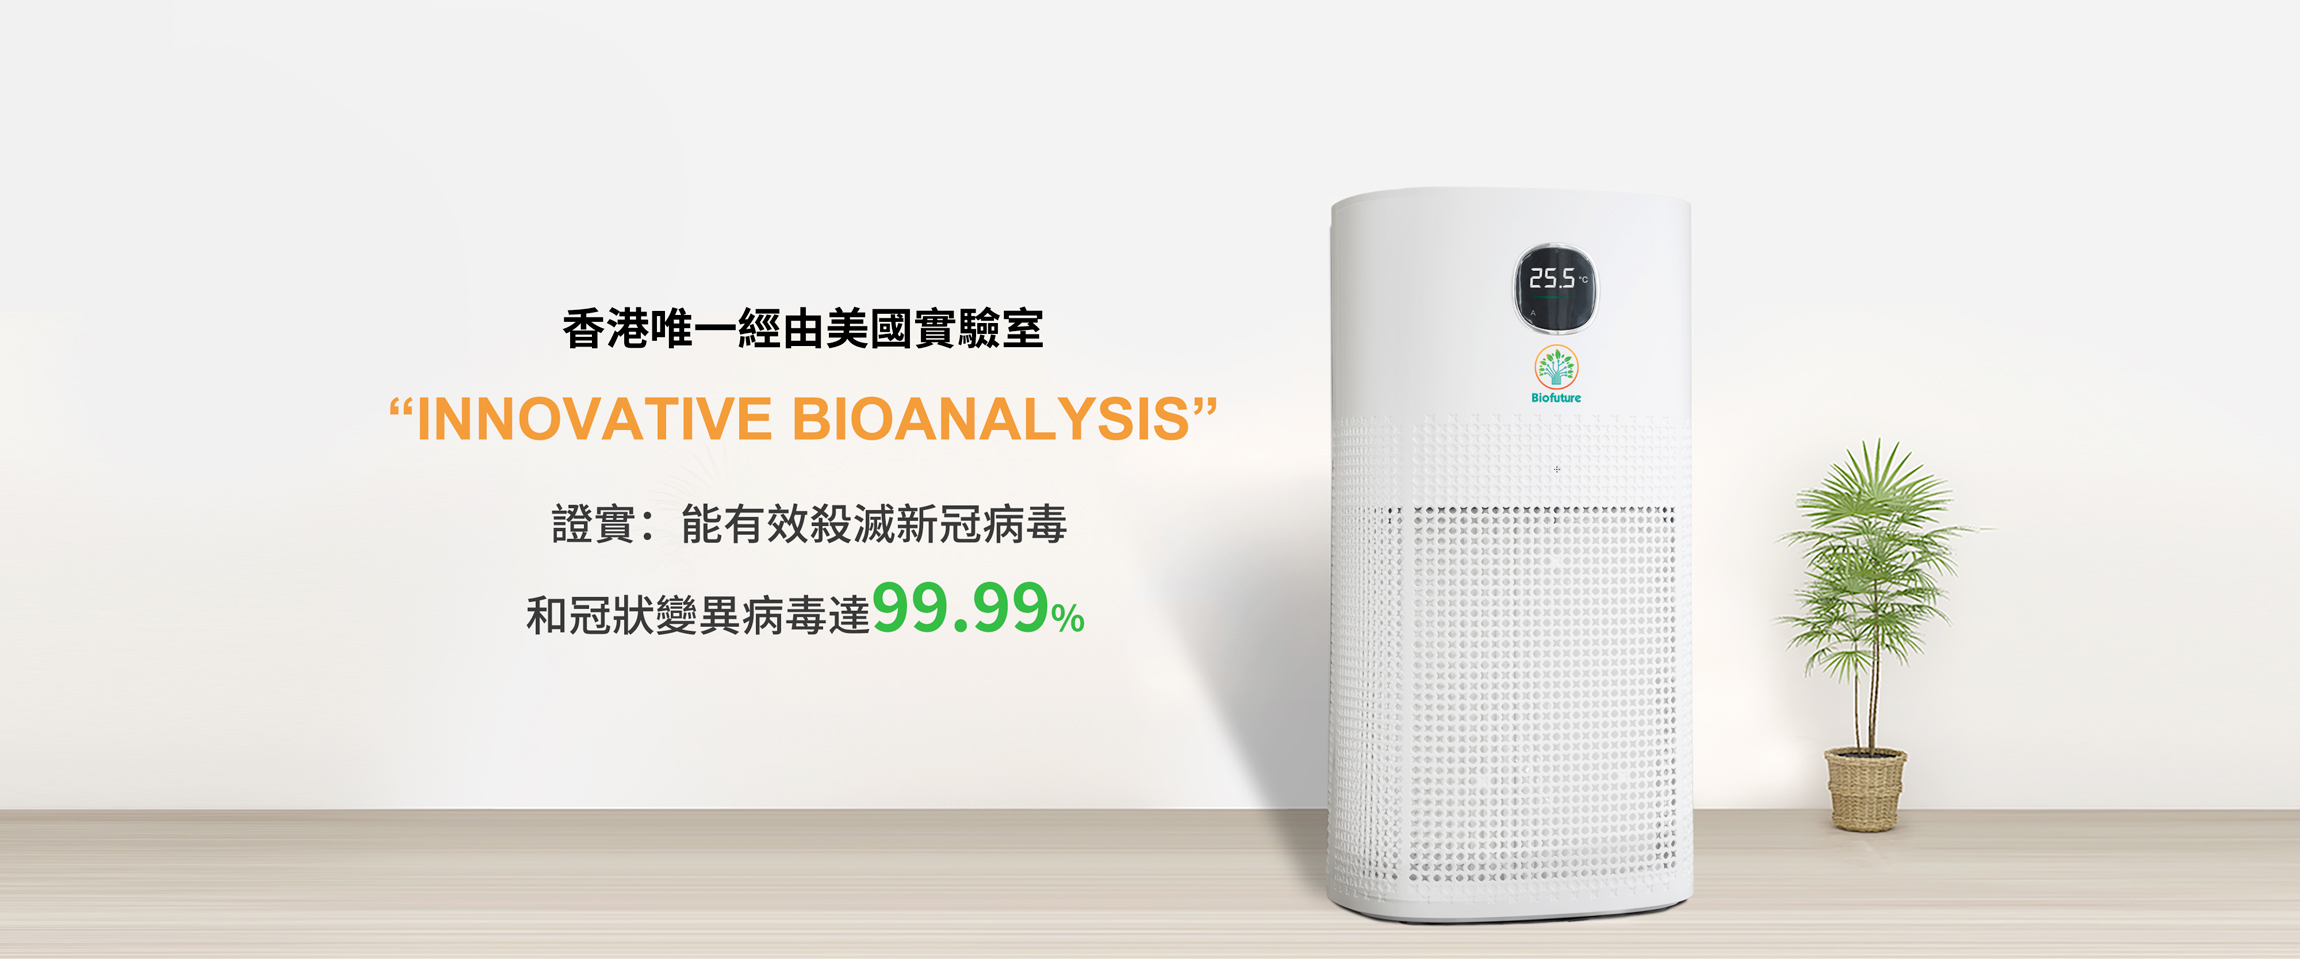 香港唯一經由美國實驗室
“INNOVATIVE BIOANALYSIS”
證實：能有效殺滅新冠病毒
和冠狀變異病毒達99.99%
25.5 °C
A
Biofuture